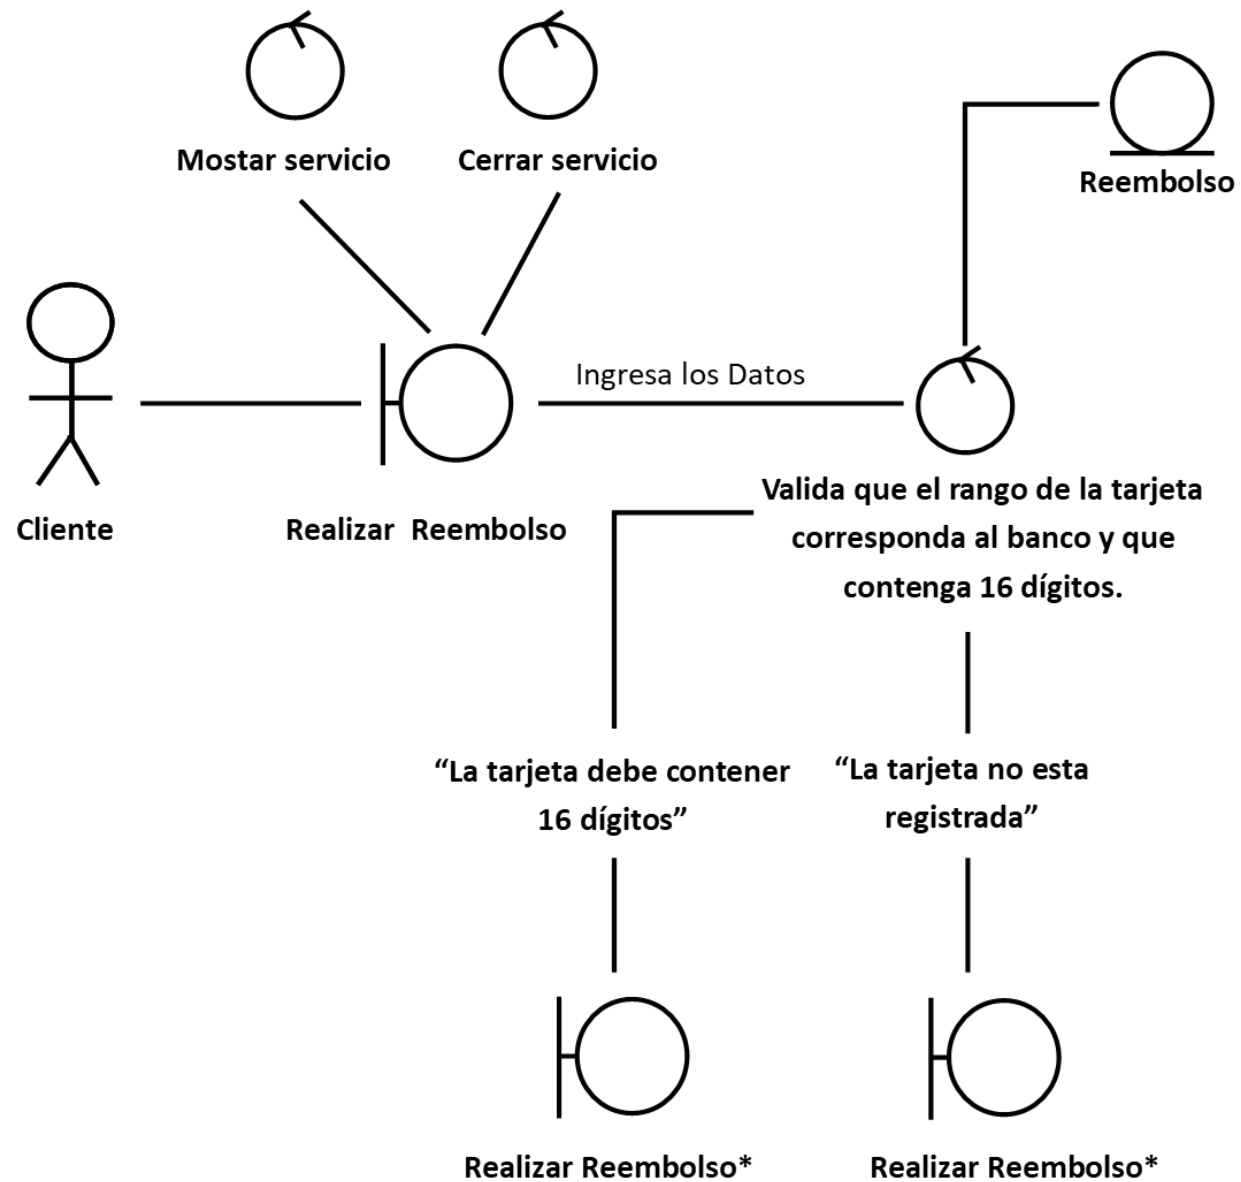 Mostar servicio
Cerrar servicio
Reembolso
Ingresa los Datos
Cliente
Realizar Reembolso
Valida que el rango de la tarjeta
corresponda al banco y que
contenga 16 dígitos.
“La tarjeta debe contener
16 dígitos”
“La tarjeta no esta
registrada”
Realizar Reembolso*
Realizar Reembolso*